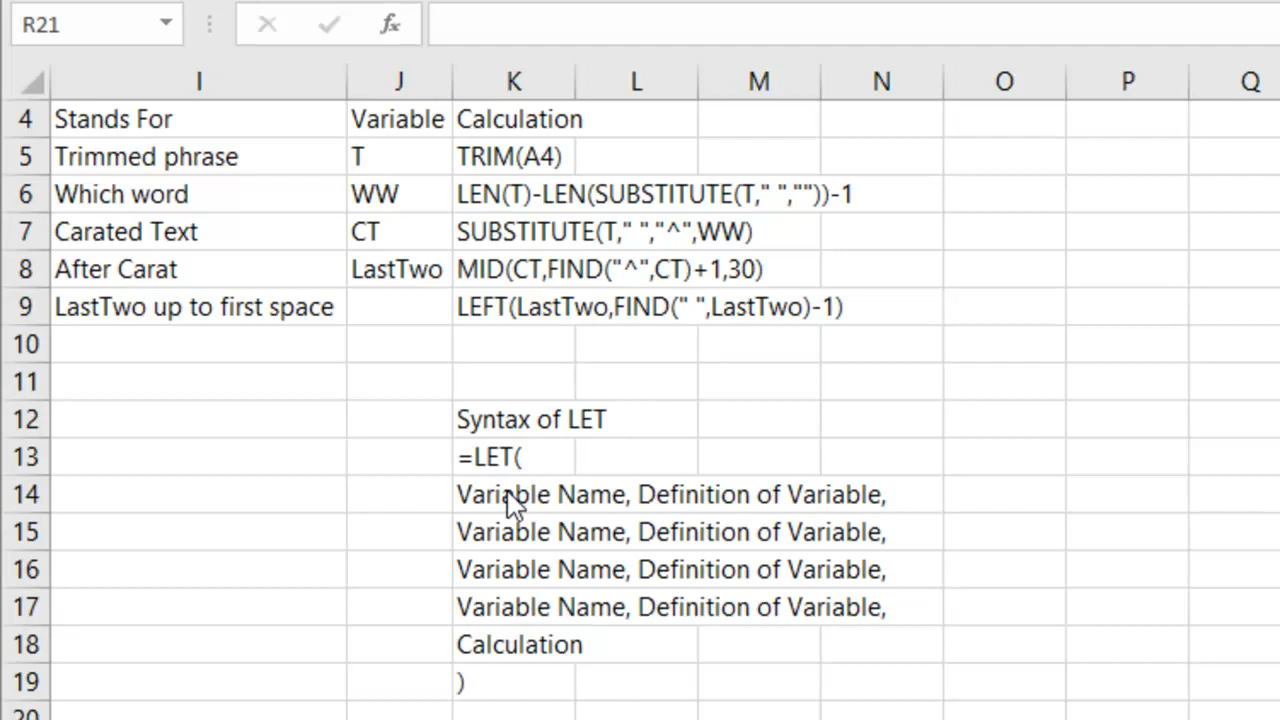 R21 fx
I J K L M N O P Q
4 Stands For Variable Calculation
5 Trimmed phrase T TRIM(A4)
6 Which word WW LEN(T)-LEN(SUBSTITUTE(T," ",""))-1
7 Carated Text CT SUBSTITUTE(T," ","^",WW)
8 After Carat LastTwo MID(CT,FIND("^",CT)+1,30)
9 LastTwo up to first space LEFT(LastTwo,FIND(" ",LastTwo)-1)
10
11
12 Syntax of LET
13 =LET(
14 Variable Name, Definition of Variable,
15 Variable Name, Definition of Variable,
16 Variable Name, Definition of Variable,
17 Variable Name, Definition of Variable,
18 Calculation
19 )
20